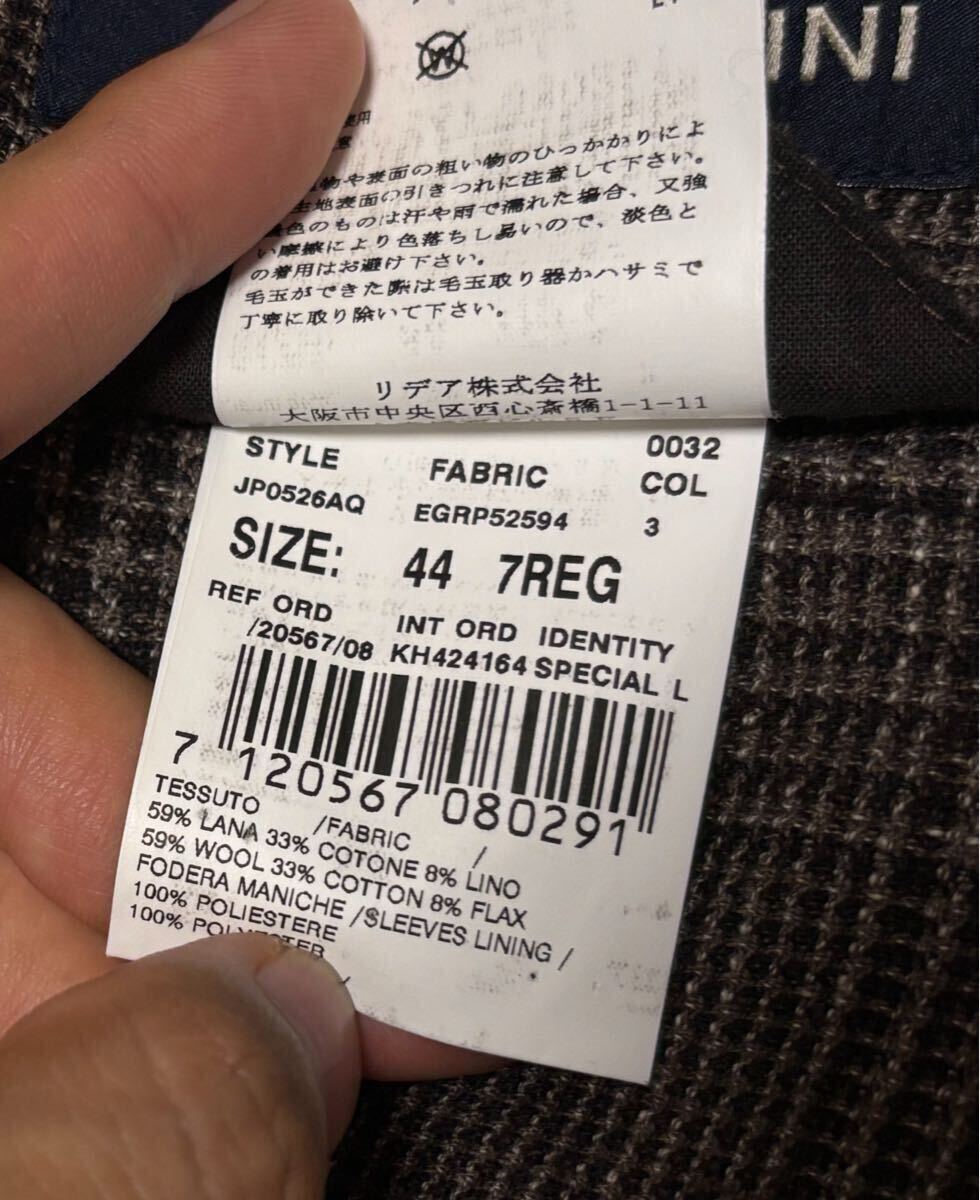 INI
使用
物や表面の粗い物のひっかかりによ
生地表面の引きつれに注意して下さい。
色のものは汗や雨で濡れた場合、又強
い摩擦により色落ちし易いので、淡色と
の着用はお避け下さい。
毛玉ができた際は毛玉取り器かハサミで
丁寧に取り除いて下さい。
リデア株式会社
大阪市中央区西心斎橋1-1-11
STYLE FABRIC 0032
COL
JP0526AQ EGRP52594 3
SIZE: 44 7REG
REF ORD INT ORD IDENTITY
/20567/08 KH424164 SPECIAL L
7 120567 080291
TESSUTO /FABRIC /
59% LANA 33% COTONE 8% LINO
59% WOOL 33% COTTON 8% FLAX
FODERA MANICHE /SLEEVES LINING /
100% POLIESTERE
100% POLYESTER